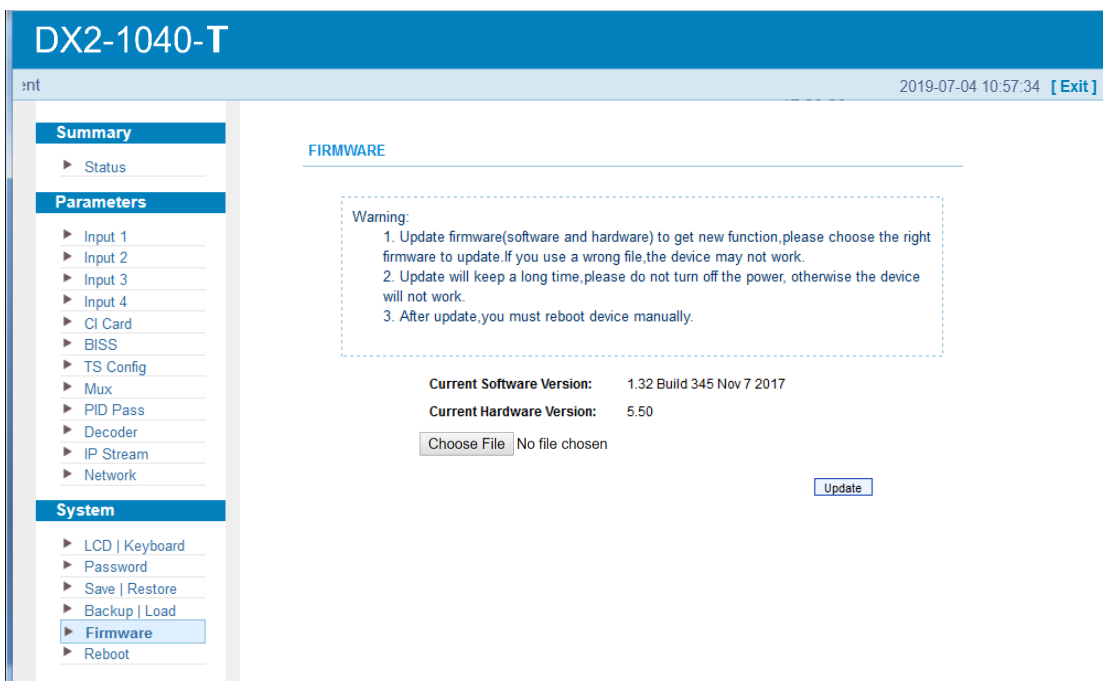 DX2-1040-T
ent
2019-07-04 10:57:34 [ Exit ]
Summary
Status
Parameters
Input 1
Input 2
Input 3
Input 4
CI Card
BISS
TS Config
Mux
PID Pass
Decoder
IP Stream
Network
System
LCD | Keyboard
Password
Save | Restore
Backup | Load
Firmware
Reboot
FIRMWARE
Warning:
1. Update firmware(software and hardware) to get new function,please choose the right
firmware to update.If you use a wrong file,the device may not work.
2. Update will keep a long time,please do not turn off the power, otherwise the device
will not work.
3. After update,you must reboot device manually.
Current Software Version: 1.32 Build 345 Nov 7 2017
Current Hardware Version: 5.50
Choose File No file chosen
Update